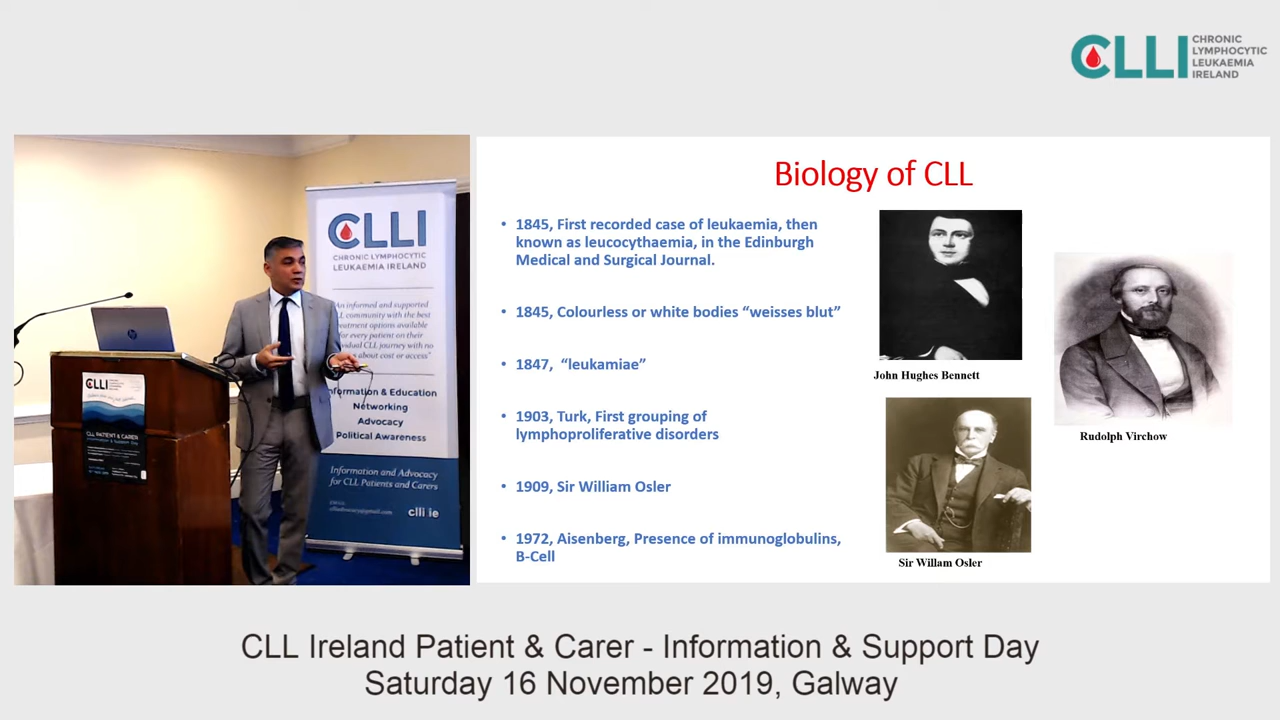 CLLI
CHRONIC
LYMPHOCYTIC
LEUKAEMIA
IRELAND
CLLI
CHRONIC LYMPHOCYTIC
LEUKAEMIA IRELAND
An informed and supported
CLL community with the best
treatment options available
for every patient on their
individual CLL journey with no
about cost or access"
Information & Education
Networking
Advocacy
Political Awareness
Information and Advocacy
for CLL Patients and Carers
clli.ie
CLLI
CLL PATIENT & CARER
Biology of CLL
• 1845, First recorded case of leukaemia, then
known as leucocythaemia, in the Edinburgh
Medical and Surgical Journal.
• 1845, Colourless or white bodies “weisses blut”
• 1847, “leukamiae”
• 1903, Turk, First grouping of
lymphoproliferative disorders
• 1909, Sir William Osler
• 1972, Aisenberg, Presence of immunoglobulins,
B-Cell
John Hughes Bennett
Rudolph Virchow
Sir Willam Osler
CLL Ireland Patient & Carer - Information & Support Day
Saturday 16 November 2019, Galway